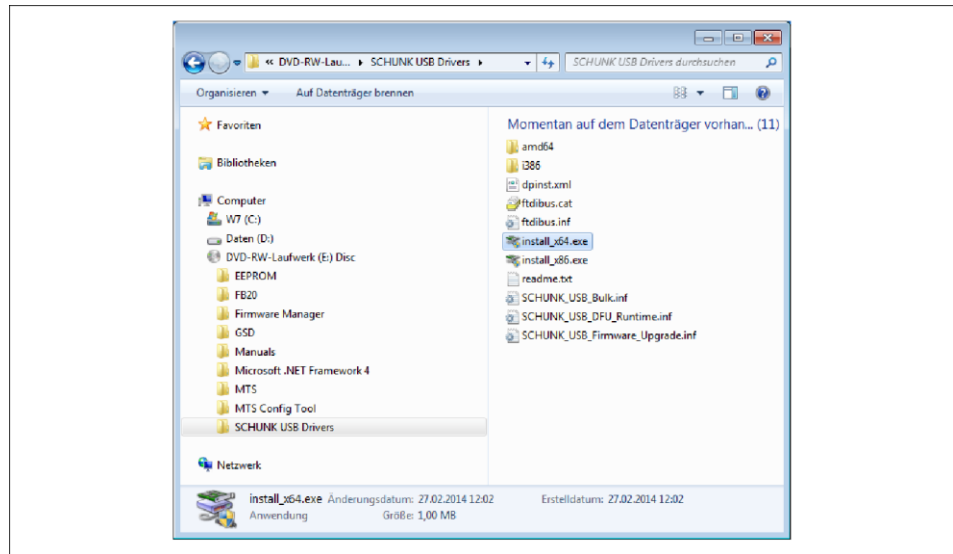 « DVD-RW-Lau... ▸ SCHUNK USB Drivers ▸
SCHUNK USB Drivers durchsuchen
Organisieren ▾ Auf Datenträger brennen
Favoriten
Bibliotheken
Computer
W7 (C:)
Daten (D:)
DVD-RW-Laufwerk (E:) Disc
EEPROM
FB20
Firmware Manager
GSD
Manuals
Microsoft .NET Framework 4
MTS
MTS Config Tool
SCHUNK USB Drivers
Netzwerk
Momentan auf dem Datenträger vorhan... (11)
amd64
i386
dpinst.xml
ftdibus.cat
ftdibus.inf
install_x64.exe
install_x86.exe
readme.txt
SCHUNK_USB_Bulk.inf
SCHUNK_USB_DFU_Runtime.inf
SCHUNK_USB_Firmware_Upgrade.inf
install_x64.exe Änderungsdatum: 27.02.2014 12:02 Erstelldatum: 27.02.2014 12:02
Anwendung Größe: 1,00 MB